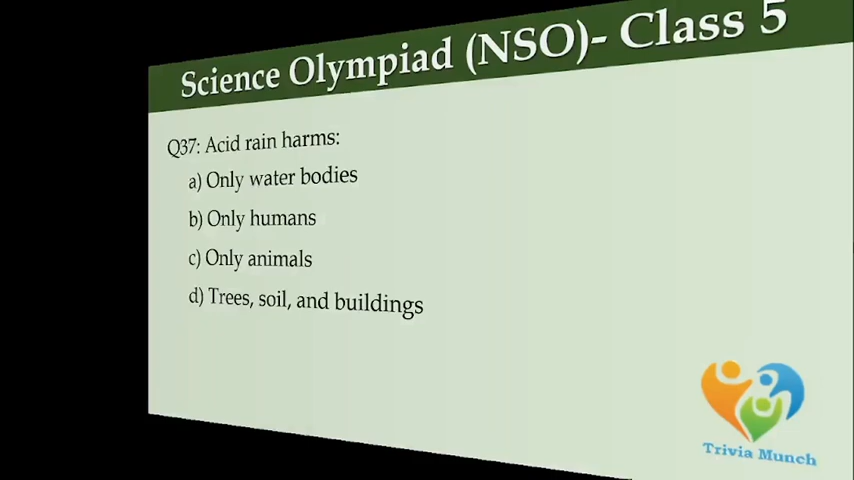 Science Olympiad (NSO)- Class 5
Q37: Acid rain harms:
a) Only water bodies
b) Only humans
c) Only animals
d) Trees, soil, and buildings
Trivia Munch